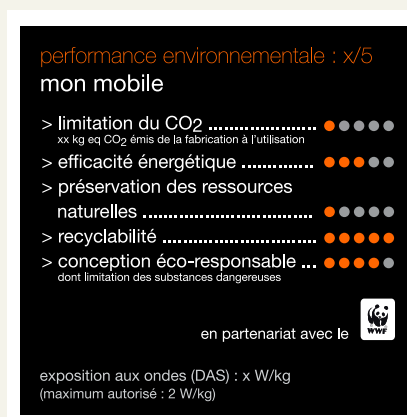 performance environnementale : x/5
mon mobile
> limitation du CO2 ........................
xx kg eq CO2 émis de la fabrication à l'utilisation
> efficacité énergétique ...............
> préservation des ressources
naturelles ....................................
> recyclabilité ................................
> conception éco-responsable ...
dont limitation des substances dangereuses
en partenariat avec le
WWF
exposition aux ondes (DAS) : x W/kg
(maximum autorisé : 2 W/kg)